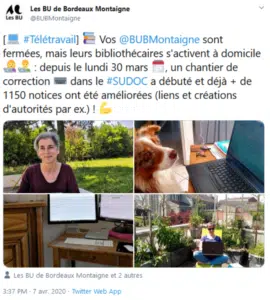 Les BU de Bordeaux Montaigne
@BUBMontaigne
Les BU
[💻 #Télétravail] 📚 Vos @BUBMontaigne sont
fermées, mais leurs bibliothécaires s'activent à domicile
👩‍💼👨‍💼 : depuis le lundi 30 mars 📅, un chantier de
correction ⌨️ dans le #SUDOC a débuté et déjà + de
1150 notices ont été améliorées (liens et créations
d'autorités par ex.) ! 💪
Les BU de Bordeaux Montaigne et 2 autres
3:37 PM · 7 avr. 2020 · Twitter Web App